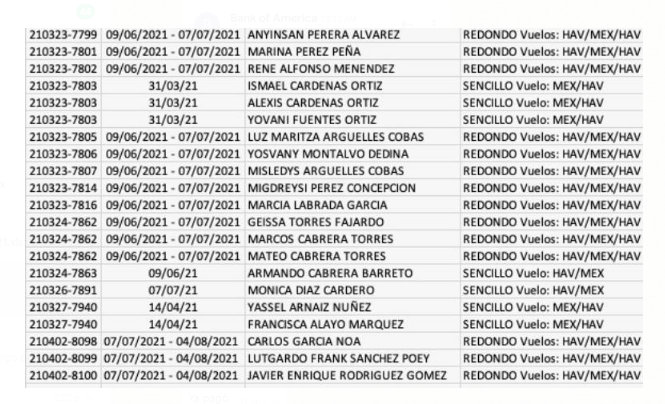 210323-7799 09/06/2021 - 07/07/2021 ANYINSAN PERERA ALVAREZ REDONDO Vuelos: HAV/MEX/HAV
210323-7801 09/06/2021 - 07/07/2021 MARINA PEREZ PEÑA REDONDO Vuelos: HAV/MEX/HAV
210323-7802 09/06/2021 - 07/07/2021 RENE ALFONSO MENENDEZ REDONDO Vuelos: HAV/MEX/HAV
210323-7803 31/03/21 ISMAEL CARDENAS ORTIZ SENCILLO Vuelo: MEX/HAV
210323-7803 31/03/21 ALEXIS CARDENAS ORTIZ SENCILLO Vuelo: MEX/HAV
210323-7803 31/03/21 YOVANI FUENTES ORTIZ SENCILLO Vuelo: MEX/HAV
210323-7805 09/06/2021 - 07/07/2021 LUZ MARITZA ARGUELLES COBAS REDONDO Vuelos: HAV/MEX/HAV
210323-7806 09/06/2021 - 07/07/2021 YOSVANY MONTALVO DEDINA REDONDO Vuelos: HAV/MEX/HAV
210323-7807 09/06/2021 - 07/07/2021 MISLEDYS ARGUELLES COBAS REDONDO Vuelos: HAV/MEX/HAV
210323-7814 09/06/2021 - 07/07/2021 MIGDREYSI PEREZ CONCEPCION REDONDO Vuelos: HAV/MEX/HAV
210323-7816 09/06/2021 - 07/07/2021 MARCIA LABRADA GARCIA REDONDO Vuelos: HAV/MEX/HAV
210324-7862 09/06/2021 - 07/07/2021 GEISSA TORRES FAJARDO REDONDO Vuelos: HAV/MEX/HAV
210324-7862 09/06/2021 - 07/07/2021 MARCOS CABRERA TORRES REDONDO Vuelos: HAV/MEX/HAV
210324-7862 09/06/2021 - 07/07/2021 MATEO CABRERA TORRES REDONDO Vuelos: HAV/MEX/HAV
210324-7863 09/06/21 ARMANDO CABRERA BARRETO SENCILLO Vuelo: HAV/MEX
210326-7891 07/07/21 MONICA DIAZ CARDERO SENCILLO Vuelo: HAV/MEX
210327-7940 14/04/21 YASSEL ARNAIZ NUÑEZ SENCILLO Vuelo: MEX/HAV
210327-7940 14/04/21 FRANCISCA ALAYO MARQUEZ SENCILLO Vuelo: MEX/HAV
210402-8098 07/07/2021 - 04/08/2021 CARLOS GARCIA NOA REDONDO Vuelos: HAV/MEX/HAV
210402-8099 07/07/2021 - 04/08/2021 LUTGARDO FRANK SANCHEZ POEY REDONDO Vuelos: HAV/MEX/HAV
210402-8100 07/07/2021 - 04/08/2021 JAVIER ENRIQUE RODRIGUEZ GOMEZ REDONDO Vuelos: HAV/MEX/HAV